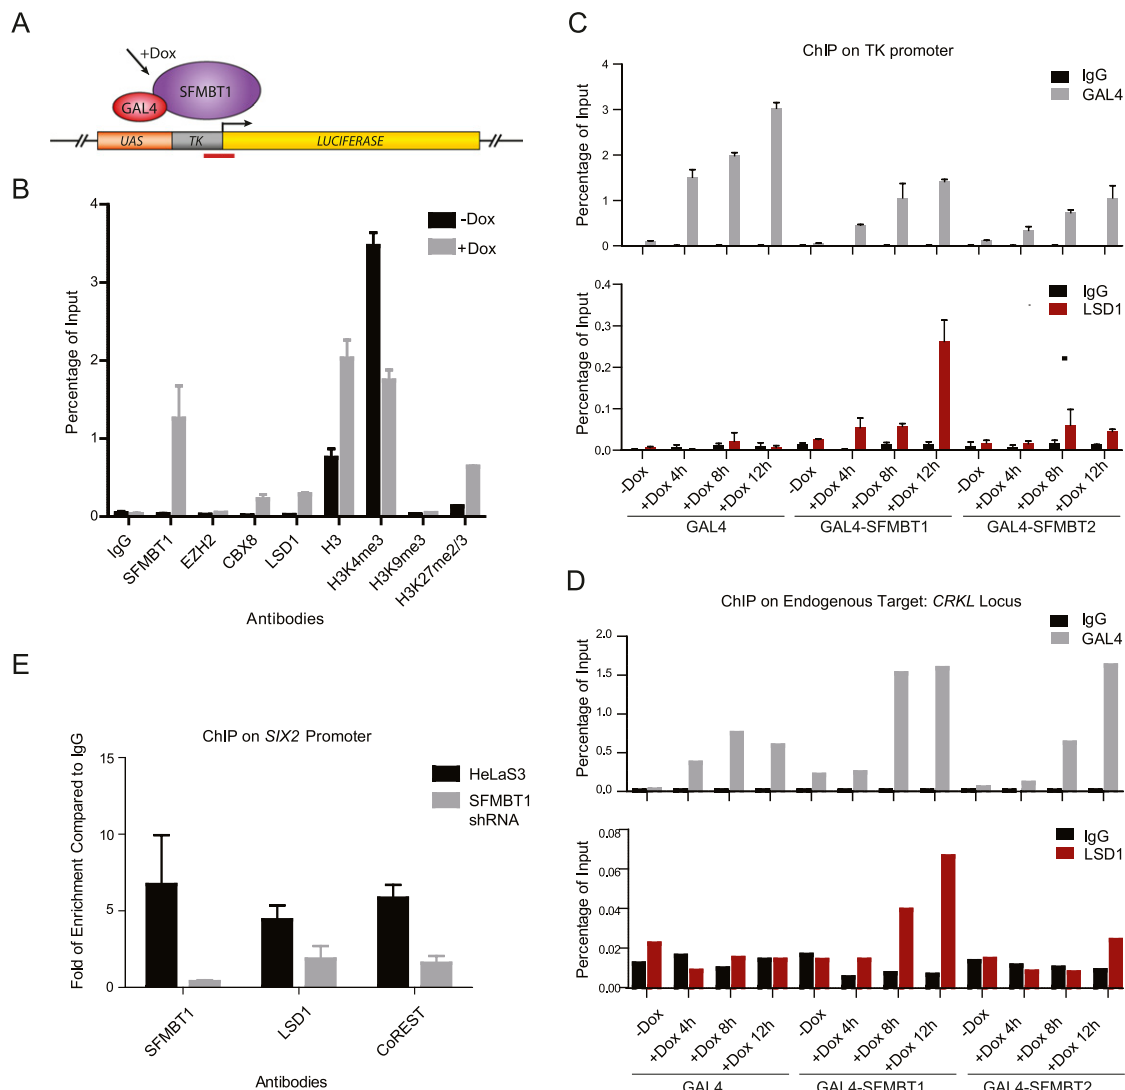 A
+Dox
SFMBT1
GAL4
UAS
TK
LUCIFERASE
B
4
3
2
1
0
Percentage of Input
-Dox
+Dox
IgG
SFMBT1
EZH2
CBX8
LSD1
H3
H3K4me3
H3K9me3
H3K27me2/3
Antibodies
C
ChIP on TK promoter
IgG
GAL4
Percentage of Input
4
3
2
1
0
IgG
LSD1
Percentage of Input
0.4
0.3
0.2
0.1
0.0
-Dox
+Dox 4h
+Dox 8h
+Dox 12h
-Dox
+Dox 4h
+Dox 8h
+Dox 12h
-Dox
+Dox 4h
+Dox 8h
+Dox 12h
GAL4
GAL4-SFMBT1
GAL4-SFMBT2
D
ChIP on Endogenous Target: CRKL Locus
IgG
GAL4
Percentage of Input
2.0
1.5
1.0
0.5
0.0
IgG
LSD1
Percentage of Input
0.08
0.06
0.04
0.02
0.00
-Dox
+Dox 4h
+Dox 8h
+Dox 12h
-Dox
+Dox 4h
+Dox 8h
+Dox 12h
-Dox
+Dox 4h
+Dox 8h
+Dox 12h
GAL4
GAL4-SFMBT1
GAL4-SFMBT2
E
ChIP on SIX2 Promoter
Fold of Enrichment Compared to IgG
15
10
5
0
HeLaS3
SFMBT1
shRNA
SFMBT1
LSD1
CoREST
Antibodies